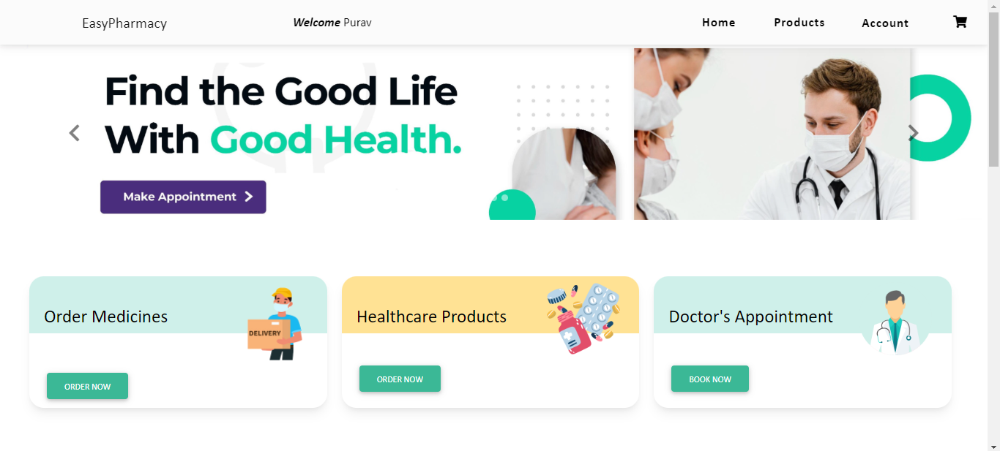 EasyPharmacy
Welcome Purav
Home
Products
Account
Find the Good Life
With Good Health.
Make Appointment
Order Medicines
DELIVERY
ORDER NOW
Healthcare Products
ORDER NOW
Doctor's Appointment
BOOK NOW